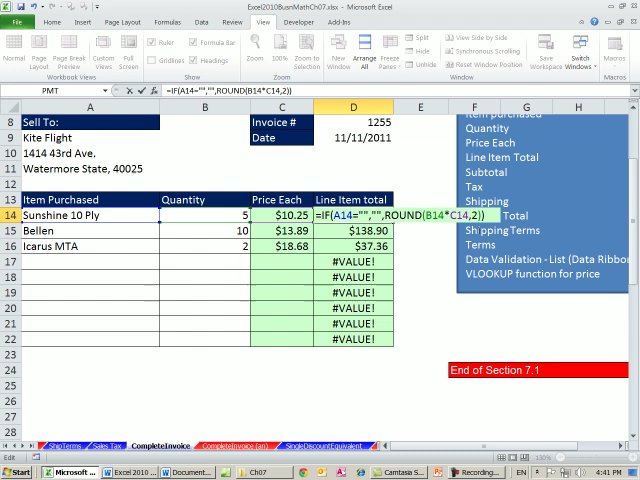 Excel2010BusnMathCh07.xlsx - Microsoft Excel
File Home Insert Page Layout Formulas Data Review View Developer Add-Ins
Normal Page Layout Page Break Preview Custom Views Full Screen
Workbook Views
Ruler Formula Bar
Gridlines Headings
Show
Zoom 100% Zoom to Selection
Zoom
New Window Arrange All Freeze Panes
Split
Hide
Unhide
View Side by Side
Synchronous Scrolling
Reset Window Position
Window
Save Workspace Switch Windows
Macros
Macros
PMT =IF(A14="","",ROUND(B14*C14,2))
A B C D E F G H
8 Sell To: Invoice # 1255
9 Kite Flight Date 11/11/2011
10 1414 43rd Ave.
11 Watermore State, 40025
12
13 Item Purchased Quantity Price Each Line Item total
14 Sunshine 10 Ply 5 $10.25 =IF(A14="","",ROUND(B14*C14,2))
15 Bellen 10 $13.89 $138.90
16 Icarus MTA 2 $18.68 $37.36
17 #VALUE!
18 #VALUE!
19 #VALUE!
20 #VALUE!
21 #VALUE!
22 #VALUE!
23
24 End of Section 7.1
25
26
27
28
Item purchased
Quantity
Price Each
Line Item Total
Subtotal
Tax
Shipping
Total
Shipping Terms
Terms
Data Validation - List (Data Ribbon
VLOOKUP function for price
ShipTerms Sales Tax CompleteInvoice CompleteInvoice (an) SingleDiscountEquivalent
Edit 130%
Start Microsoft ... Excel 2010 ... Document... Ch07 Camtasia S... Recording... EN 4:41 PM